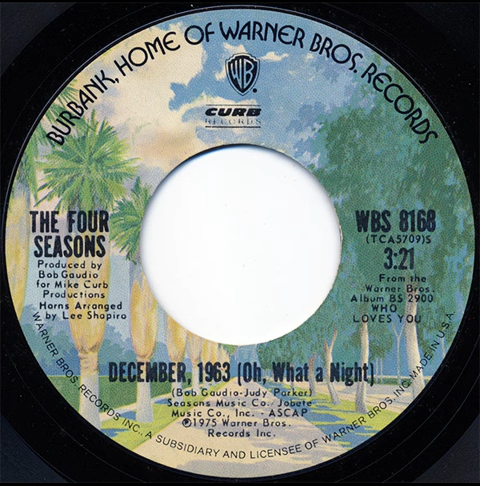 BURBANK, HOME OF WARNER BROS. RECORDS
WB
CURB
RECORDS
THE FOUR
SEASONS
Produced by
Bob Gaudio
for Mike Curb
Productions
Horns Arranged
by Lee Shapiro
WBS 8168
(TCA5709)S
3:21
From the
Warner Bros.
Album BS 2900
WHO
LOVES YOU
DECEMBER, 1963 (Oh, What a Night)
(Bob Gaudio-Judy Parker)
Seasons Music Co. Jobete
Music Co., Inc. - ASCAP
℗1975 Warner Bros.
Records Inc.
WARNER BROS. RECORDS INC. A SUBSIDIARY AND LICENSEE OF WARNER BROS. INC. MADE IN U.S.A.